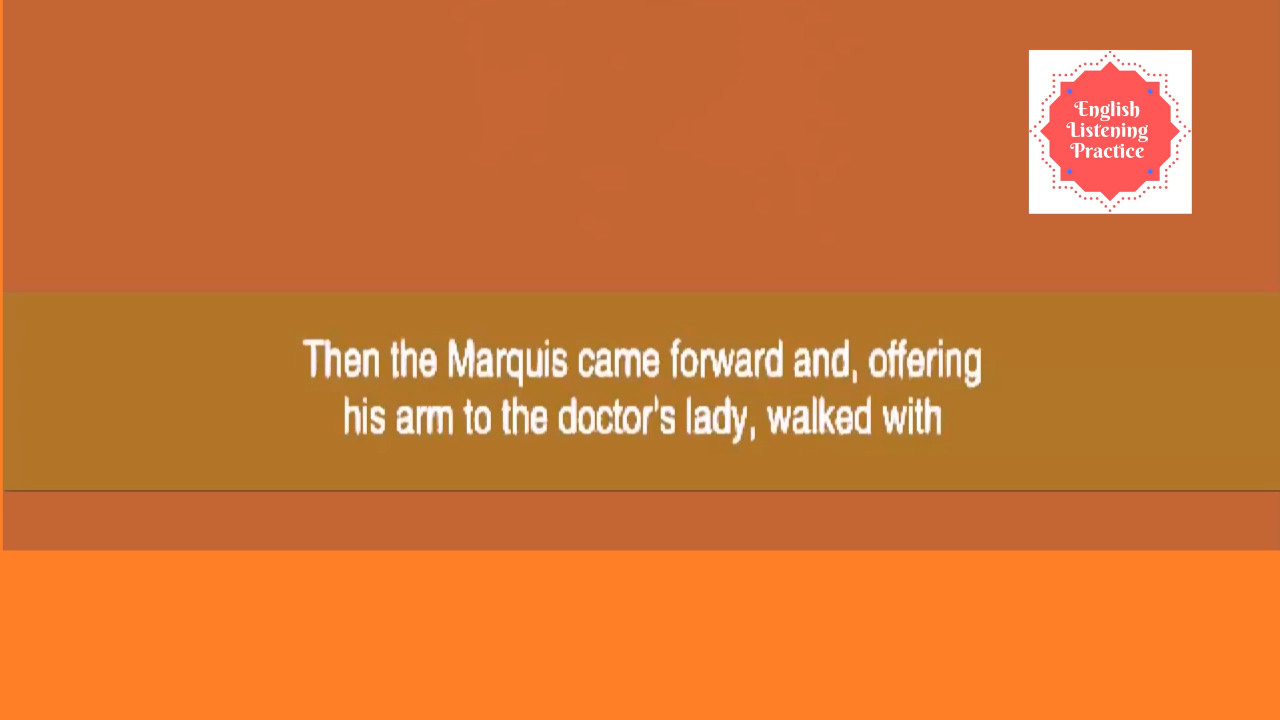 English
Listening
Practice
Then the Marquis came forward and, offering
his arm to the doctor's lady, walked with